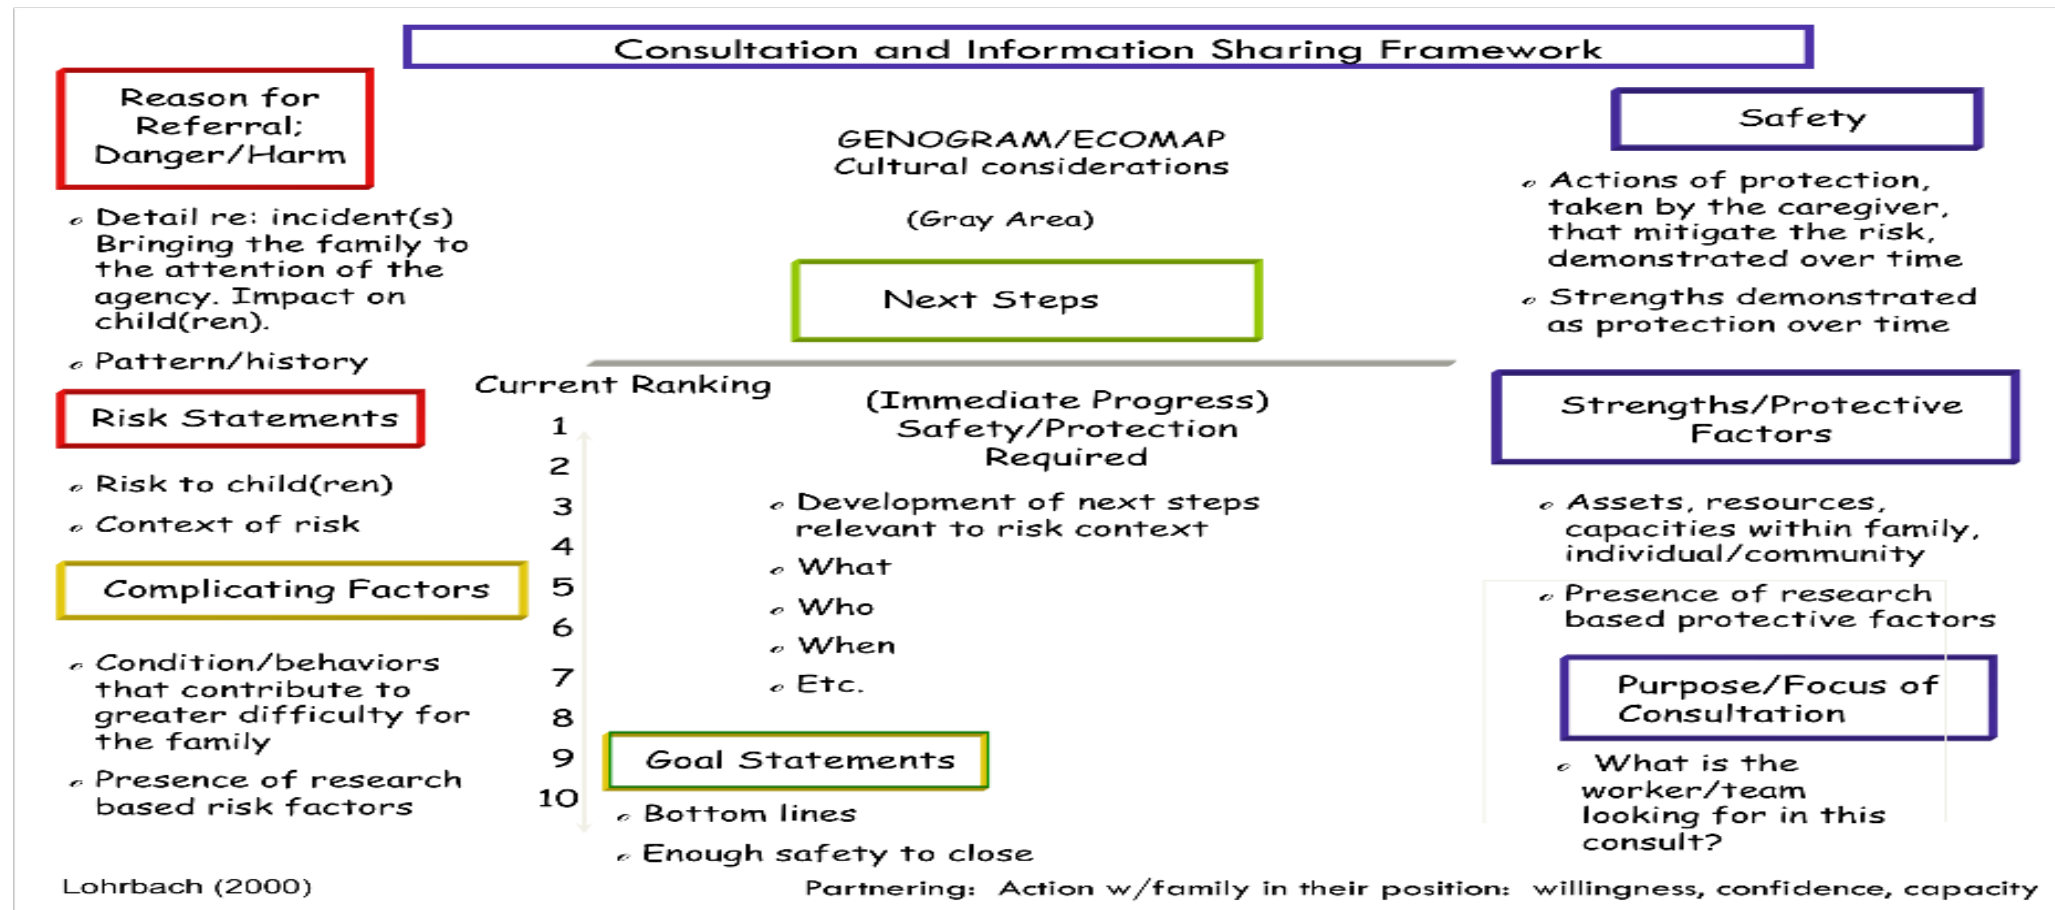 Consultation and Information Sharing Framework
Reason for
Referral;
Danger/Harm
Detail re: incident(s)
Bringing the family to
the attention of the
agency. Impact on
child(ren).
Pattern/history
Risk Statements
Risk to child(ren)
Context of risk
Complicating Factors
Condition/behaviors
that contribute to
greater difficulty for
the family
Presence of research
based risk factors
Lohrbach (2000)
GENOGRAM/ECOMAP
Cultural considerations
(Gray Area)
Next Steps
Current Ranking
1
2
3
4
5
6
7
8
9
10
(Immediate Progress)
Safety/Protection
Required
Development of next steps
relevant to risk context
What
Who
When
Etc.
Goal Statements
Bottom lines
Enough safety to close
Safety
Actions of protection,
taken by the caregiver,
that mitigate the risk,
demonstrated over time
Strengths demonstrated
as protection over time
Strengths/Protective
Factors
Assets, resources,
capacities within family,
individual/community
Presence of research
based protective factors
Purpose/Focus of
Consultation
What is the
worker/team
looking for in this
consult?
Partnering: Action w/family in their position: willingness, confidence, capacity